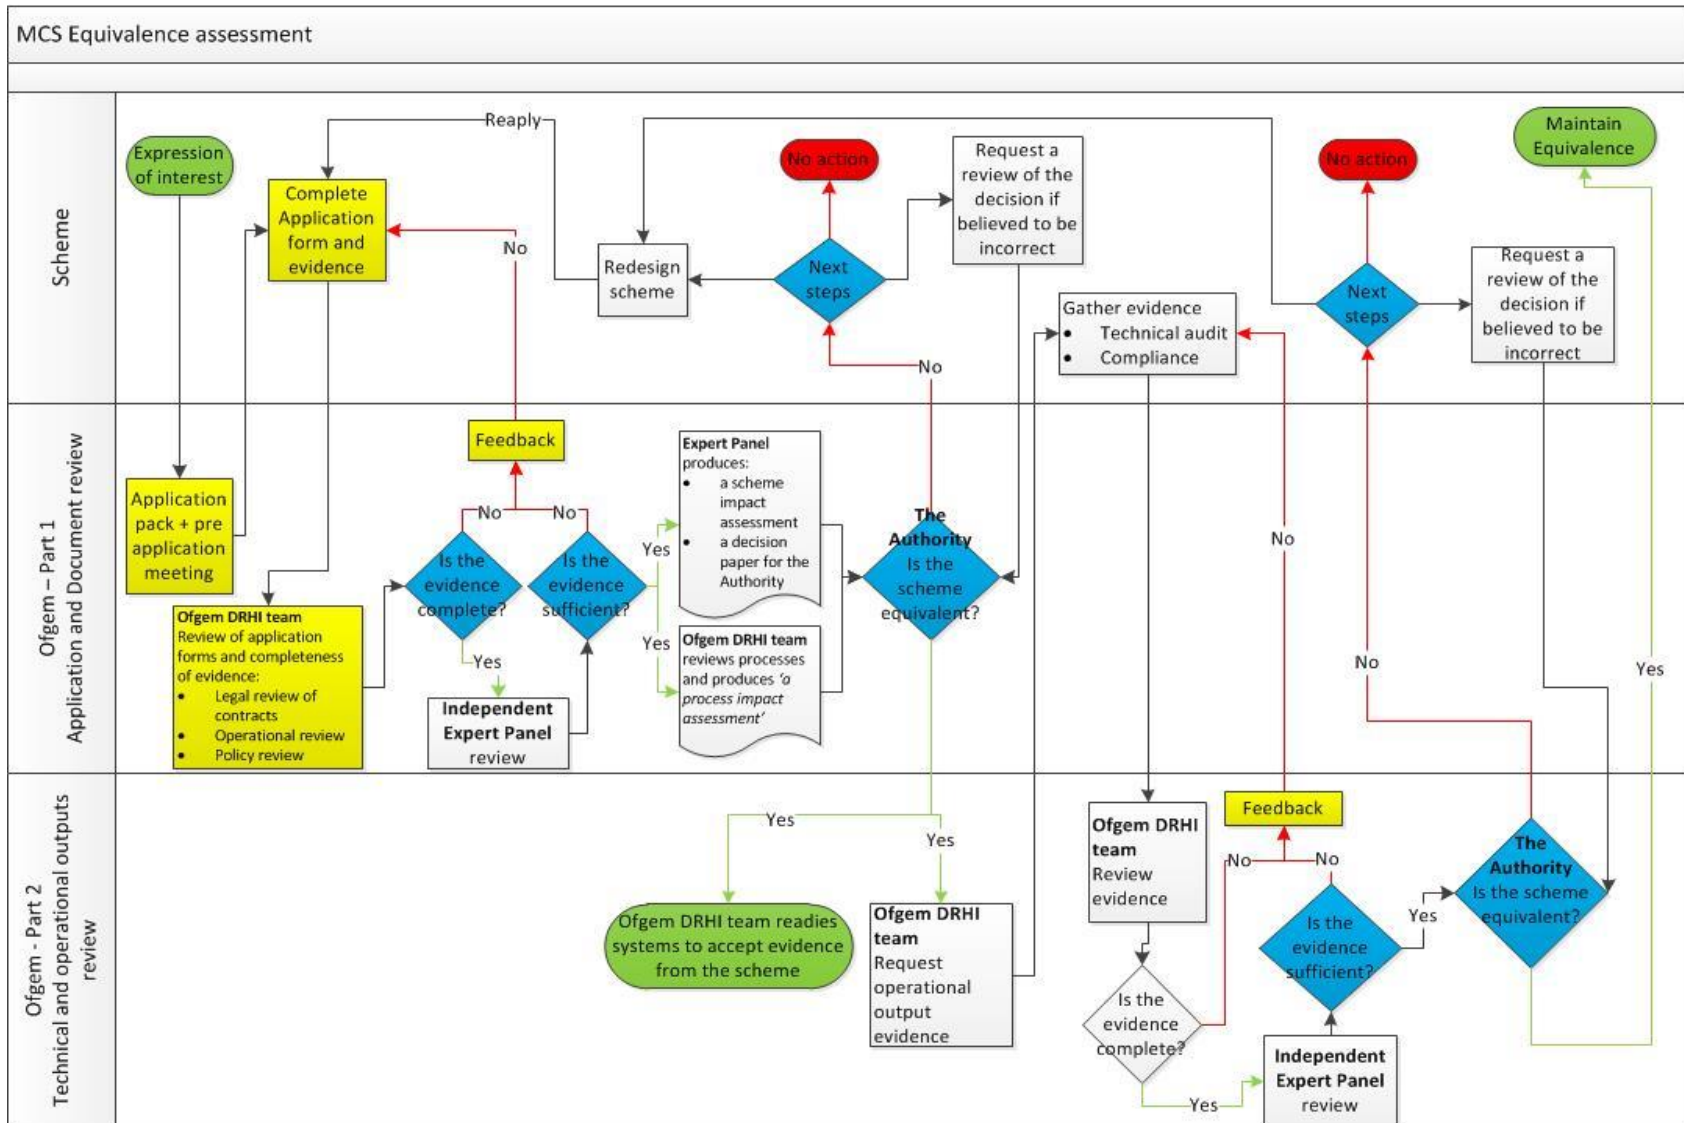 MCS Equivalence assessment
Scheme
Expression
of interest
Complete
Application
form and
evidence
Reaply
No
Redesign
scheme
No action
Next
steps
Request a
review of the
decision if
believed to be
incorrect
No
Gather evidence
• Technical audit
• Compliance
No action
Next
steps
Request a
review of the
decision if
believed to be
incorrect
Maintain
Equivalence
Ofgem – Part 1
Application and Document review
Application
pack + pre
application
meeting
Ofgem DRHI team
Review of application
forms and completeness
of evidence:
• Legal review of
contracts
• Operational review
• Policy review
Feedback
No
No
Is the
evidence
complete?
Yes
Independent
Expert Panel
review
Is the
evidence
sufficient?
Yes
Yes
Expert Panel
produces:
• a scheme
impact
assessment
• a decision
paper for the
Authority
Ofgem DRHI team
reviews processes
and produces ‘a
process impact
assessment’
The
Authority
Is the
scheme
equivalent?
No
No
Yes
Ofgem - Part 2
Technical and operational outputs
review
Yes
Yes
Ofgem DRHI team readies
systems to accept evidence
from the scheme
Ofgem DRHI
team
Request
operational
output
evidence
Ofgem DRHI
team
Review
evidence
Is the
evidence
complete?
Yes
Feedback
No
No
Is the
evidence
sufficient?
Independent
Expert Panel
review
Yes
The
Authority
Is the scheme
equivalent?